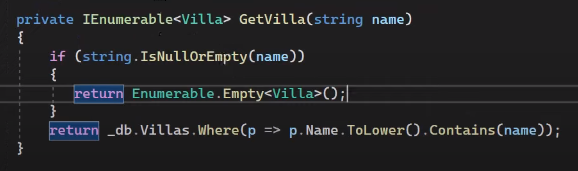 private IEnumerable<Villa> GetVilla(string name)
{
if (string.IsNullOrEmpty(name))
{
return Enumerable.Empty<Villa>();
}
return _db.Villas.Where(p => p.Name.ToLower().Contains(name));
}